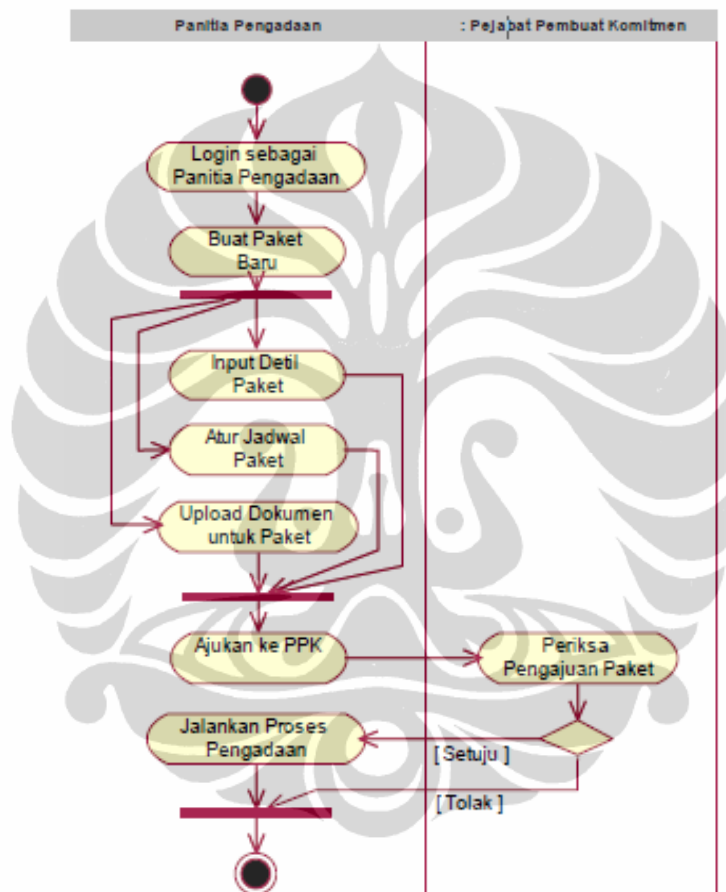 Panitia Pengadaan
: Pejabat Pembuat Komitmen
Login sebagai
Panitia Pengadaan
Buat Paket
Baru
Input Detil
Paket
Atur Jadwal
Paket
Upload Dokumen
untuk Paket
Ajukan ke PPK
Periksa
Pengajuan Paket
Jalankan Proses
Pengadaan
[ Setuju ]
[ Tolak ]